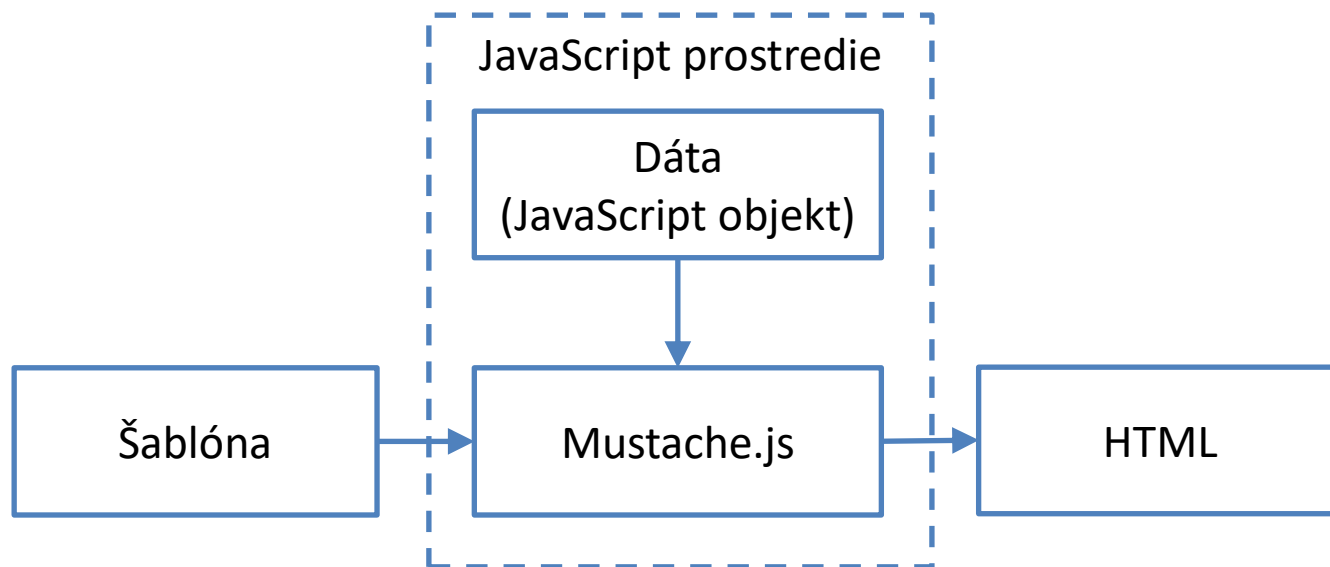 JavaScript prostredie
Dáta
(JavaScript objekt)
Šablóna
Mustache.js
HTML